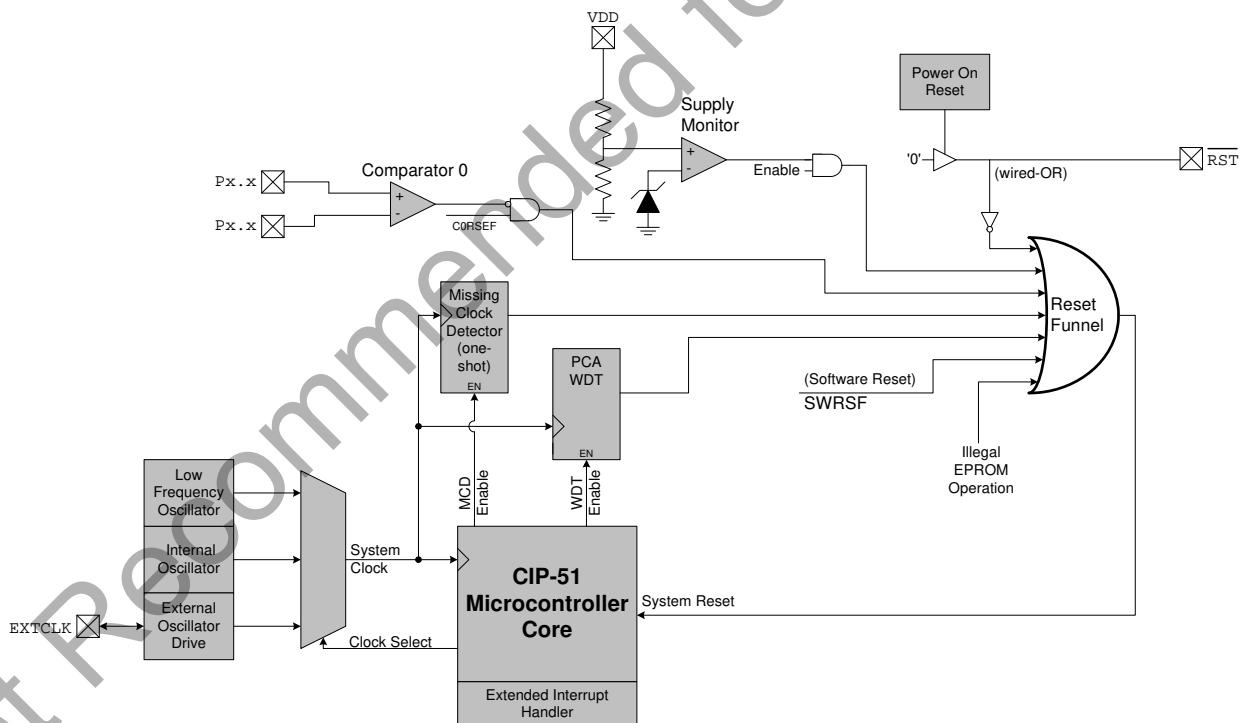 VDD
Power On
Reset
Supply
Monitor
+
-
Enable
'0'
(wired-OR)
RST
Comparator 0
Px.x
Px.x
+
-
C0RSEF
Missing
Clock
Detector
(one-
shot)
EN
PCA
WDT
EN
Reset
Funnel
(Software Reset)
SWRSF
Illegal
EPROM
Operation
Low
Frequency
Oscillator
Internal
Oscillator
External
Oscillator
Drive
EXTCLK
System
Clock
Clock Select
MCD
Enable
WDT
Enable
CIP-51
Microcontroller
Core
System Reset
Extended Interrupt
Handler
Recommended